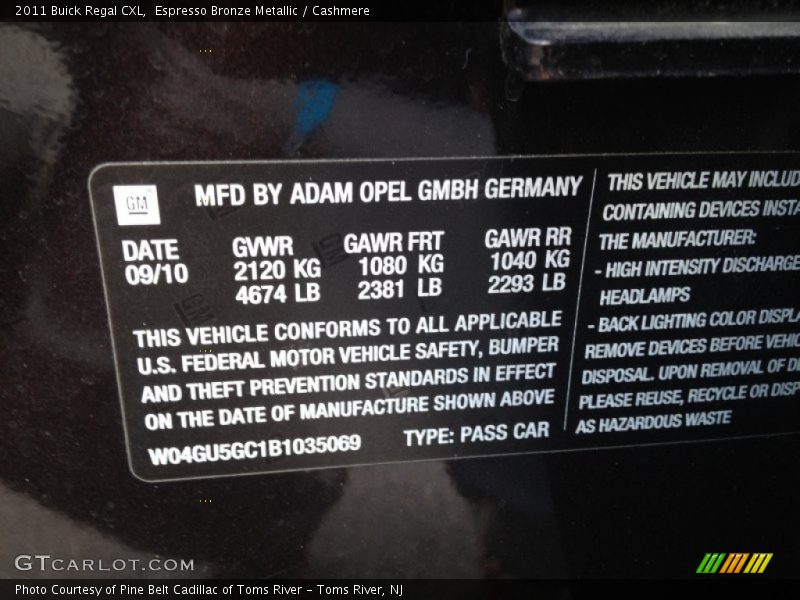 2011 Buick Regal CXL, Espresso Bronze Metallic / Cashmere
GM
MFD BY ADAM OPEL GMBH GERMANY
DATE GVWR GAWR FRT GAWR RR
09/10 2120 KG 1080 KG 1040 KG
4674 LB 2381 LB 2293 LB
THIS VEHICLE CONFORMS TO ALL APPLICABLE
U.S. FEDERAL MOTOR VEHICLE SAFETY, BUMPER
AND THEFT PREVENTION STANDARDS IN EFFECT
ON THE DATE OF MANUFACTURE SHOWN ABOVE
W04GU5GC1B1035069 TYPE: PASS CAR
THIS VEHICLE MAY INCLUD
CONTAINING DEVICES INSTA
THE MANUFACTURER:
- HIGH INTENSITY DISCHARGE
HEADLAMPS
- BACK LIGHTING COLOR DISPLA
REMOVE DEVICES BEFORE VEHIC
DISPOSAL. UPON REMOVAL OF D
PLEASE REUSE, RECYCLE OR DISP
AS HAZARDOUS WASTE
GTCARLOT.COM
Photo Courtesy of Pine Belt Cadillac of Toms River - Toms River, NJ